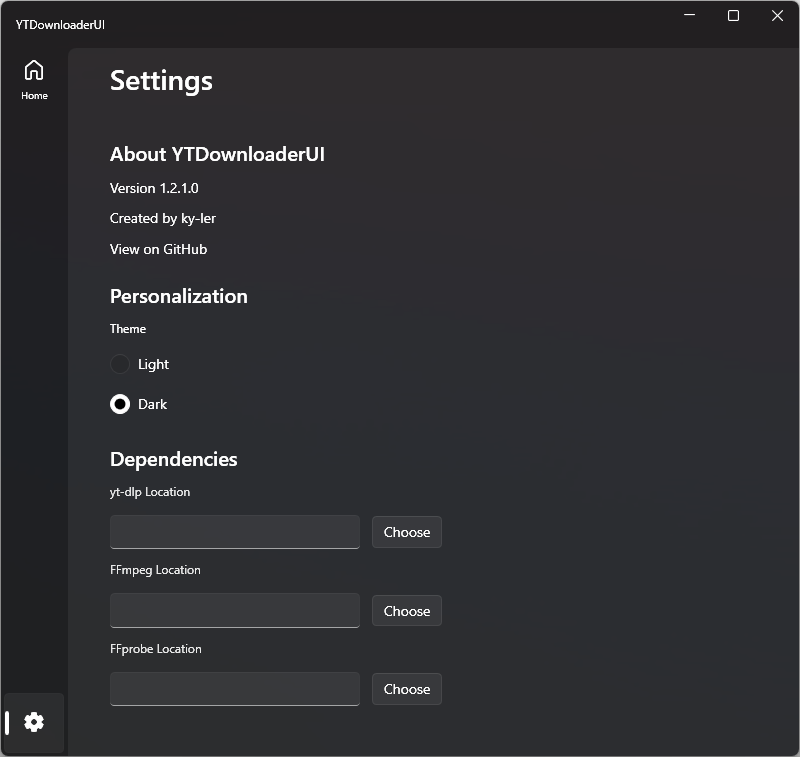 YTDownloaderUI
Home
Settings
About YTDownloaderUI
Version 1.2.1.0
Created by ky-ler
View on GitHub
Personalization
Theme
Light
Dark
Dependencies
yt-dlp Location
Choose
FFmpeg Location
Choose
FFprobe Location
Choose